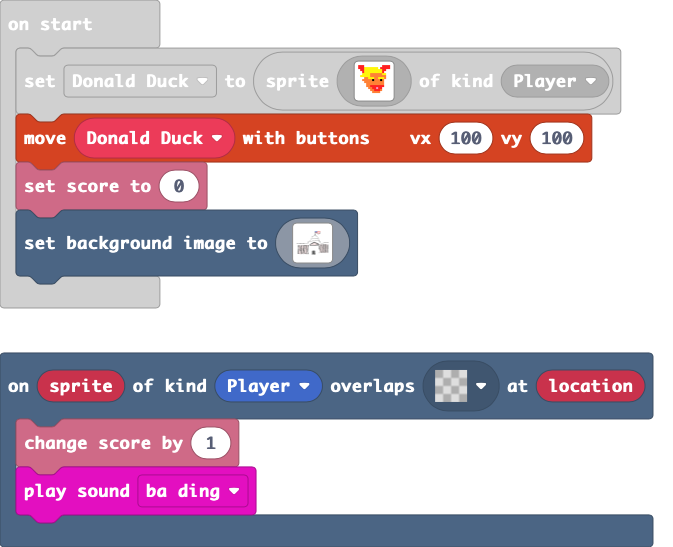 on start
set Donald Duck to sprite of kind Player
move Donald Duck with buttons vx 100 vy 100
set score to 0
set background image to
on sprite of kind Player overlaps at location
change score by 1
play sound ba ding